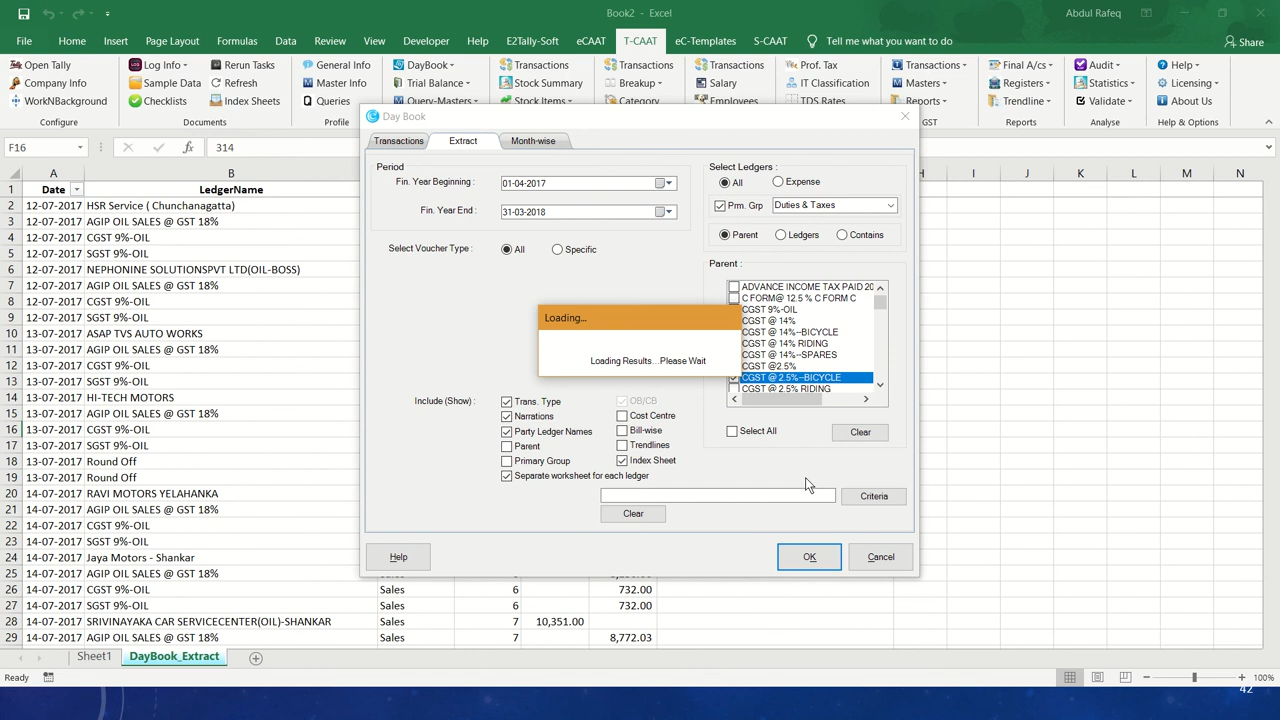 Book2 - Excel
Abdul Rafeq
File Home Insert Page Layout Formulas Data Review View Developer Help E2Tally-Soft eCAAT T-CAAT eC-Templates S-CAAT Tell me what you want to do
Share
Open Tally Log Info Rerun Tasks General Info DayBook Transactions Transactions Transactions Prof. Tax Transactions Final A/cs Audit Help
Company Info Sample Data Refresh Company Summary Trial Balance Stock Summary Breakup Salary IT Clasification Masters Registers Statistics Licensing
WorkNBackground Checklists Index Sheets Queries Query-Masters Stock Items Category Employees TDS Rates Reports Trendline Validate About Us
Configure Documents Profile GST Reports Analyse Help & Options
F16 314
A B I J K L M N
1 Date LedgerName
2 12-07-2017 HSR Service ( Chunchanagatta)
3 12-07-2017 AGIP OIL SALES @ GST 18%
4 12-07-2017 CGST 9%-OIL
5 12-07-2017 SGST 9%-OIL
6 12-07-2017 NEPHONINE SOLUTIONSPVT LTD(OIL-BOSS)
7 12-07-2017 AGIP OIL SALES @ GST 18%
8 12-07-2017 CGST 9%-OIL
9 12-07-2017 SGST 9%-OIL
10 13-07-2017 ASAP TVS AUTO WORKS
11 13-07-2017 AGIP OIL SALES @ GST 18%
12 13-07-2017 CGST 9%-OIL
13 13-07-2017 SGST 9%-OIL
14 13-07-2017 HI-TECH MOTORS
15 13-07-2017 AGIP OIL SALES @ GST 18%
16 13-07-2017 CGST 9%-OIL
17 13-07-2017 SGST 9%-OIL
18 13-07-2017 Round Off
19 13-07-2017 Round Off
20 14-07-2017 RAVI MOTORS YELAHANKA
21 14-07-2017 AGIP OIL SALES @ GST 18%
22 14-07-2017 CGST 9%-OIL
23 14-07-2017 SGST 9%-OIL
24 14-07-2017 Jaya Motors - Shankar
25 14-07-2017 AGIP OIL SALES @ GST 18%
26 14-07-2017 CGST 9%-OIL Sales 6 732.00
27 14-07-2017 SGST 9%-OIL Sales 6 732.00
28 14-07-2017 SRIVINAYAKA CAR SERVICECENTER(OIL)-SHANKAR Sales 7 10,351.00
29 14-07-2017 AGIP OIL SALES @ GST 18% Sales 7 8,772.03
Day Book
Transactions Extract Month-wise
Period
Fin. Year Beginning : 01-04-2017
Fin. Year End : 31-03-2018
Select Voucher Type : All Specific
Select Ledgers :
All Expense
Prm. Grp Duties & Taxes
Parent Ledgers Contains
Parent :
ADVANCE INCOME TAX PAID 20
C FORM@ 12.5 % C FORM C
CGST 9%-OIL
CGST @ 14%
CGST @ 14%--BICYCLE
CGST @ 14% RIDING
CGST @ 14%--SPARES
CGST @2.5%
CGST @ 2.5%--BICYCLE
CGST @ 2.5% RIDING
Select All Clear
Loading...
Loading Results...Please Wait
Include (Show) : Trans. Type OB/CB
Narrations Cost Centre
Party Ledger Names Bill-wise
Parent Trendlines
Primary Group Index Sheet
Separate worksheet for each ledger
Criteria
Clear
Help OK Cancel
Sheet1 DayBook_Extract
Ready 100%
42